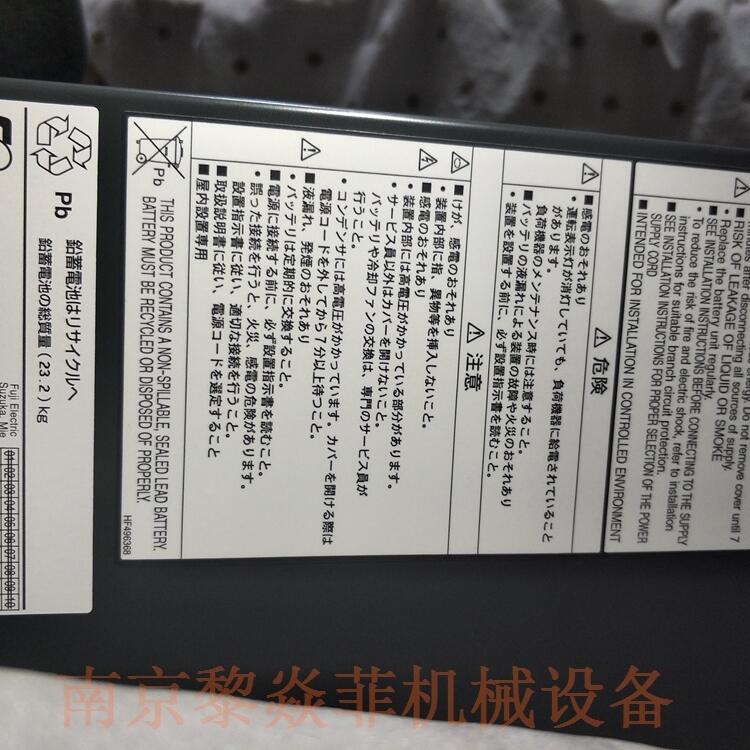 disconnecting all sources of
energy. Do not remove cover until 7
of supply.
RISK OF LEAKAGE OF LIQUID OR SMOKE
• Replace the battery unit regularly.
SEE INSTALLATION INSTRUCTIONS BEFORE CONNECTING TO THE SUPPLY
• To reduce the risk of fire and electric shock, refer to installation
instructions for suitable branch circuit protection.
SEE INSTALLATION INSTRUCTIONS FOR PROPER SELECTION OF THE POWER
SUPPLY CORD
■INTENDED FOR INSTALLATION IN CONTROLLED ENVIRONMENT
危険
■感電のおそれあり
• 運転表示灯が消灯していても、負荷機器に給電されていること
があります。
負荷機器のメンテナンス時には注意すること。
■バッテリの液漏れによる装置の故障や火災のおそれあり
• 装置を設置する前に、必ず設置指示書を読むこと。
注意
■けが、感電のおそれあり
• 装置内部に指、異物等を挿入しないこと。
■感電のおそれあり
• 装置内部には高電圧がかかっている部分があります。
• サービス員以外はカバーを開けないこと。
バッテリや冷却ファンの交換は、専門のサービス員が
行うこと。
• コンデンサには高電圧がかかっています。カバーを開ける際は
電源コードを外してから7分以上待つこと。
■液漏れ、発煙のおそれあり
• バッテリは定期的に交換すること。
■電源に接続する前に、必ず設置指示書を読むこと。
• 誤った接続を行うと、火災、感電の危険があります。
設置指示書に従い、適切な接続を行うこと。
■取扱説明書に従い、電源コードを選定すること
■屋内設置専用
Pb
THIS PRODUCT CONTAINS A NON-SPILLABLE, SEALED LEAD BATTERY.
BATTERY MUST BE RECYCLED OR DISPOSED OF PROPERLY.
HF496368
Pb
鉛蓄電池はリサイクルへ
鉛蓄電池の総質量(23.2)kg
Fuji Electric
Suzuka, Mie
01 02 03 04 05 06 07 08 09 10
南京黎焱菲机械设备